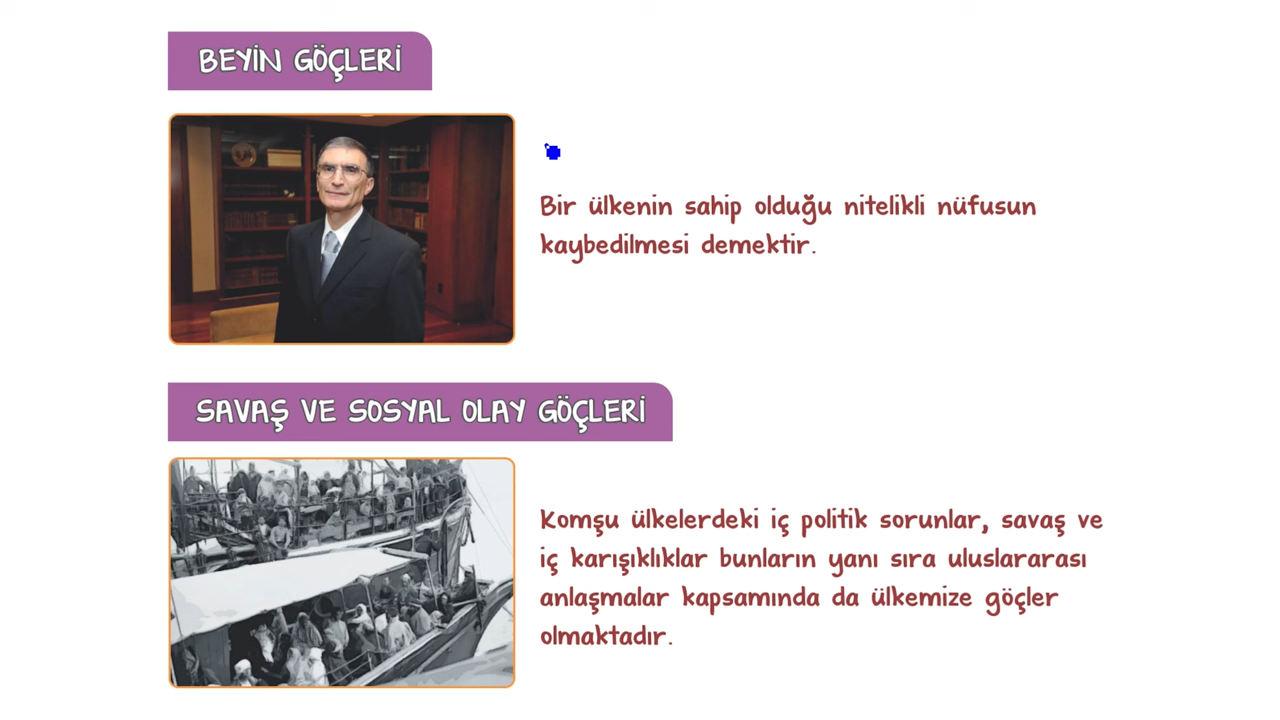 BEYİN GÖÇLERİ
Bir ülkenin sahip olduğu nitelikli nüfusun
kaybedilmesi demektir.
SAVAŞ VE SOSYAL OLAY GÖÇLERİ
Komşu ülkelerdeki iç politik sorunlar, savaş ve
iç karışıklıklar bunların yanı sıra uluslararası
anlaşmalar kapsamında da ülkemize göçler
olmaktadır.